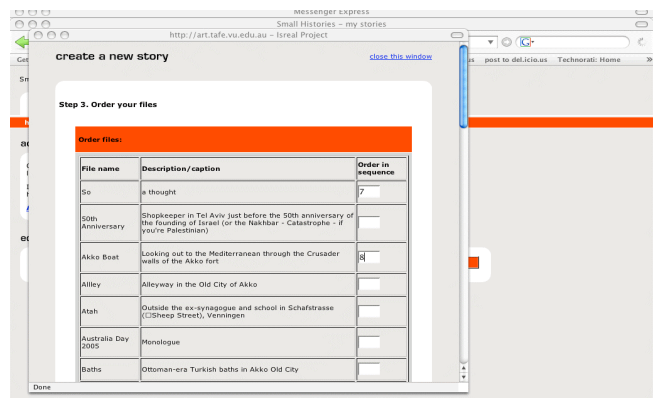 Messenger Express
Small Histories – my stories
http://art.tafe.vu.edu.au – Isreal Project
G
Get
us post to del.icio.us Technorati: Home »
Sm
create a new story
close this window
Step 3. Order your files
Order files:
File name Description/caption Order in sequence
So a thought 7
50th Anniversary Shopkeeper in Tel Aviv just before the 50th anniversary of
the founding of Israel (or the Nakhbar - Catastrophe - if
you're Palestinian)
Akko Boat Looking out to the Mediterranean through the Crusader
walls of the Akko fort 8
Allley Alleyway in the Old City of Akko
Atah Outside the ex-synagogue and school in Schafstrasse
(□Sheep Street), Venningen
Australia Day 2005 Monologue
Baths Ottoman-era Turkish baths in Akko Old City
Done